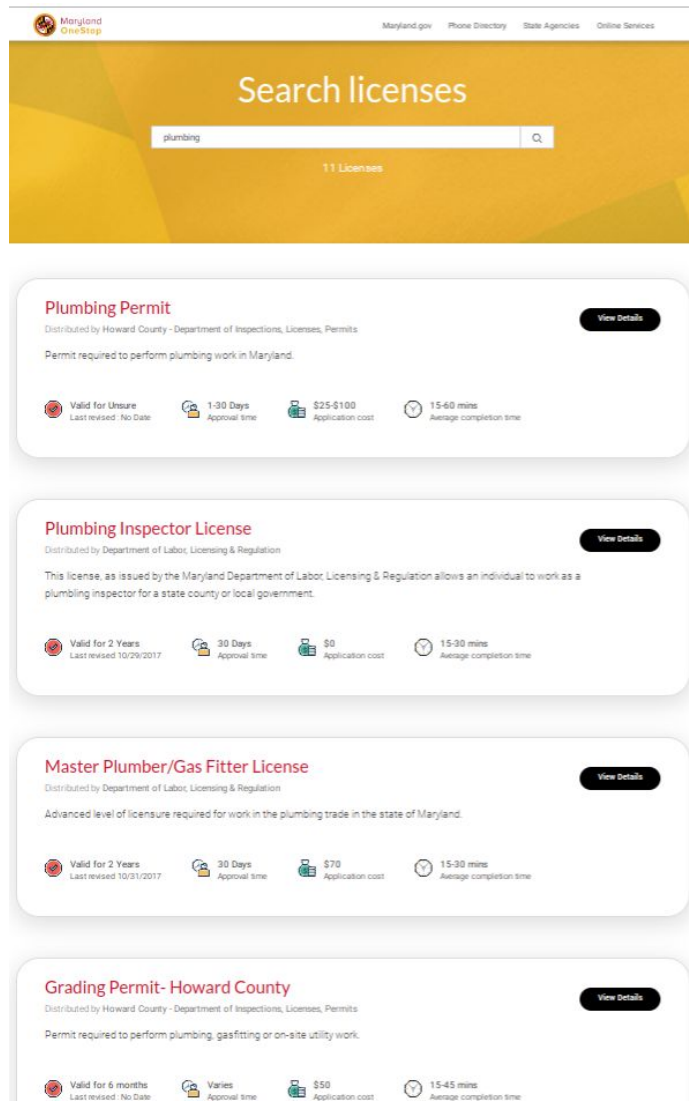 Maryland
OneStop
Maryland.gov Phone Directory State Agencies Online Services
Search licenses
plumbing
11 Licenses
Plumbing Permit
View Details
Distributed by Howard County - Department of Inspections, Licenses, Permits
Permit required to perform plumbing work in Maryland.
Valid for Unsure 1-30 Days $25-$100 15-60 mins
Last revised : No Date Approval time Application cost Average completion time
Plumbing Inspector License
View Details
Distributed by Department of Labor, Licensing & Regulation
This license, as issued by the Maryland Department of Labor, Licensing & Regulation allows an individual to work as a
plumbling inspector for a state county or local government.
Valid for 2 Years 30 Days $0 15-30 mins
Last revised 10/29/2017 Approval time Application cost Average completion time
Master Plumber/Gas Fitter License
View Details
Distributed by Department of Labor, Licensing & Regulation
Advanced level of licensure required for work in the plumbing trade in the state of Maryland.
Valid for 2 Years 30 Days $70 15-30 mins
Last revised 10/31/2017 Approval time Application cost Average completion time
Grading Permit- Howard County
View Details
Distributed by Howard County - Department of Inspections, Licenses, Permits
Permit required to perform plumbing, gasfitting or on-site utility work.
Valid for 6 months Varies $50 15-45 mins
Last revised : No Date Approval time Application cost Average completion time